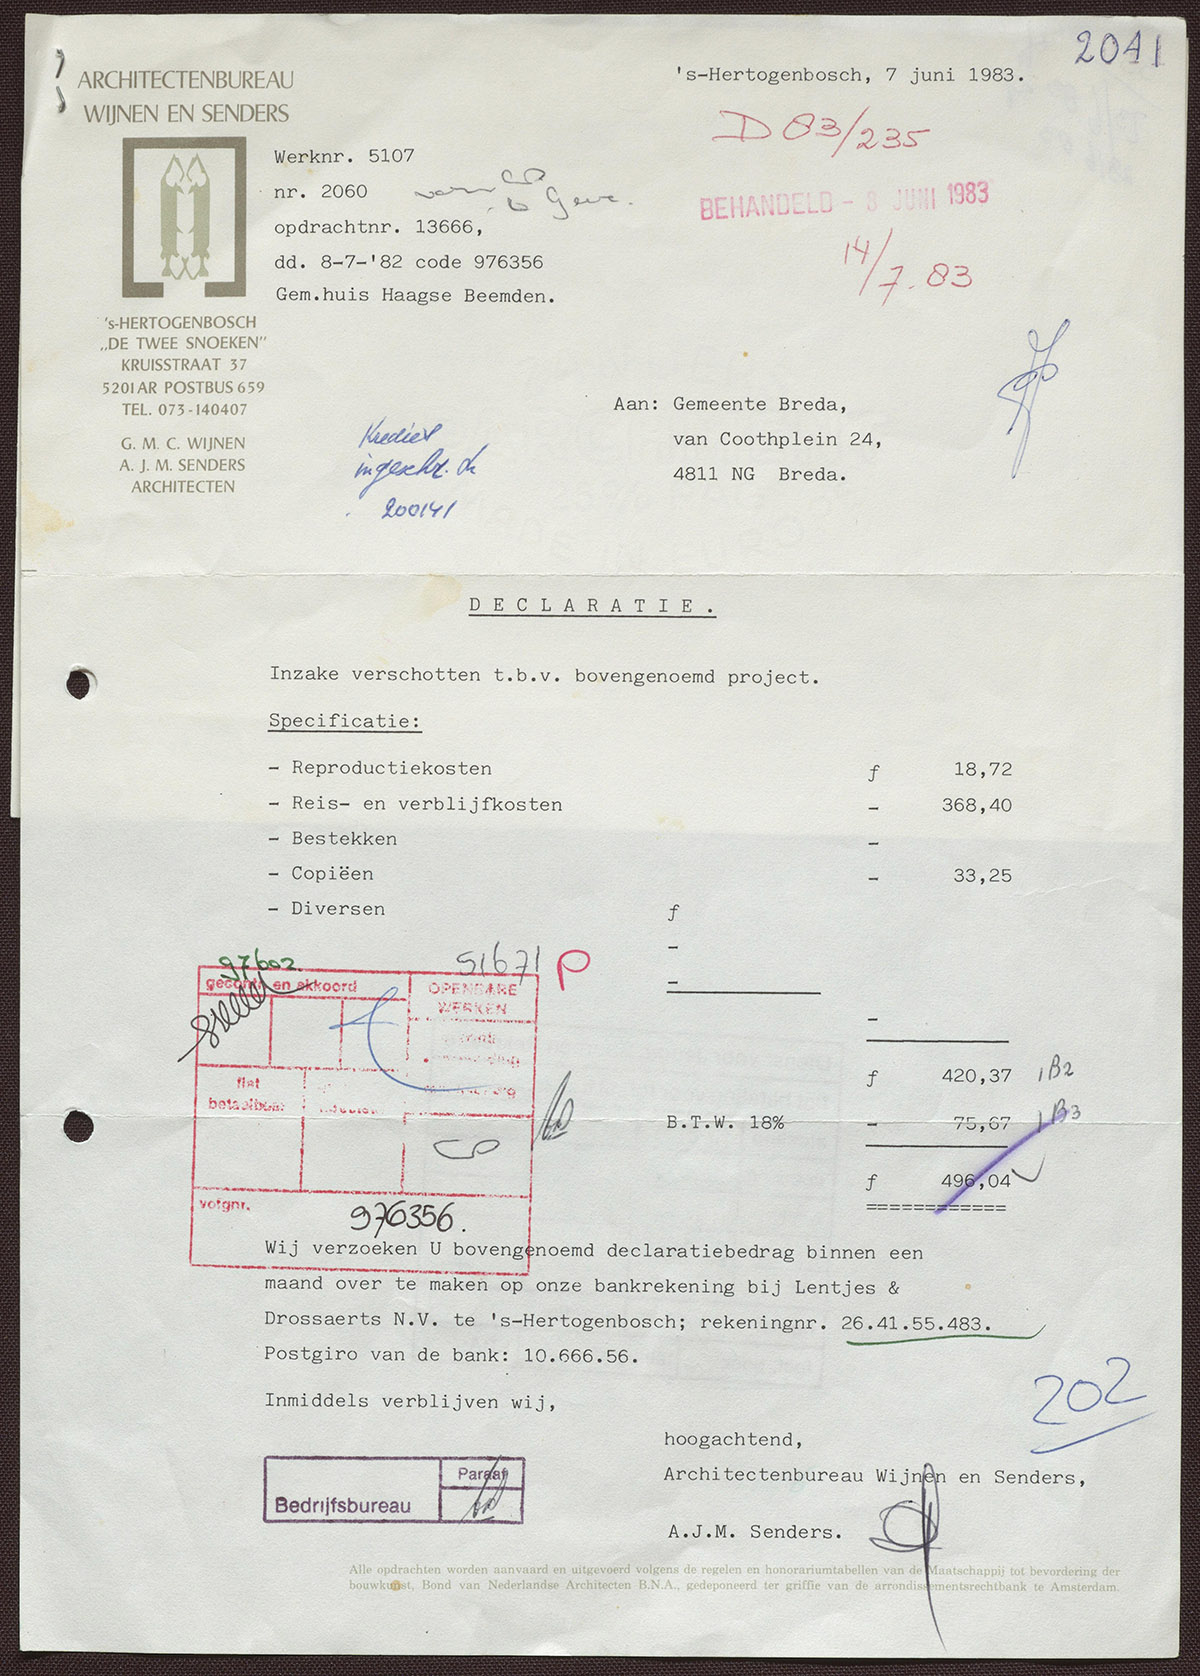 2041
's-Hertogenbosch, 7 juni 1983.
ARCHITECTENBUREAU
WIJNEN EN SENDERS
D 83/235
Werknr. 5107
nr. 2060
opdrachtnr. 13666,
dd. 8-7-'82 code 976356
Gem.huis Haagse Beemden.
BEHANDELD - 8 JUNI 1983
14/7.83
's-HERTOGENBOSCH
„DE TWEE SNOEKEN"
KRUISSTRAAT 37
5201AR POSTBUS 659
TEL. 073-140407
G. M. C. WIJNEN
A. J. M. SENDERS
ARCHITECTEN
Aan: Gemeente Breda,
van Coothplein 24,
4811 NG Breda.
Krediet
ingeschr.
200141
DECLARATIE.
Inzake verschotten t.b.v. bovengenoemd project.
Specificatie:
- Reproductiekosten ƒ 18,72
- Reis- en verblijfkosten - 368,40
- Bestekken -
- Copiëen - 33,25
- Diversen ƒ
-
-
-
97602
51671 P
gecontr. en akkoord
OPENBARE
WERKEN
fiat
betaalbaar
ƒ 420,37 1B2
B.T.W. 18% - 75,67 1B3
ƒ 496,04
============
volgnr.
976356.
Wij verzoeken U bovengenoemd declaratiebedrag binnen een
maand over te maken op onze bankrekening bij Lentjes &
Drossaerts N.V. te 's-Hertogenbosch; rekeningnr. 26.41.55.483.
Postgiro van de bank: 10.666.56.
Inmiddels verblijven wij,
202
hoogachtend,
Architectenbureau Wijnen en Senders,
Paraaf
Bedrijfsbureau
A.J.M. Senders.
Alle opdrachten worden aanvaard en uitgevoerd volgens de regelen en honorariumtabellen van de Maatschappij tot bevordering der
bouwkunst, Bond van Nederlandse Architecten B.N.A., gedeponeerd ter griffie van de arrondissementsrechtbank te Amsterdam.